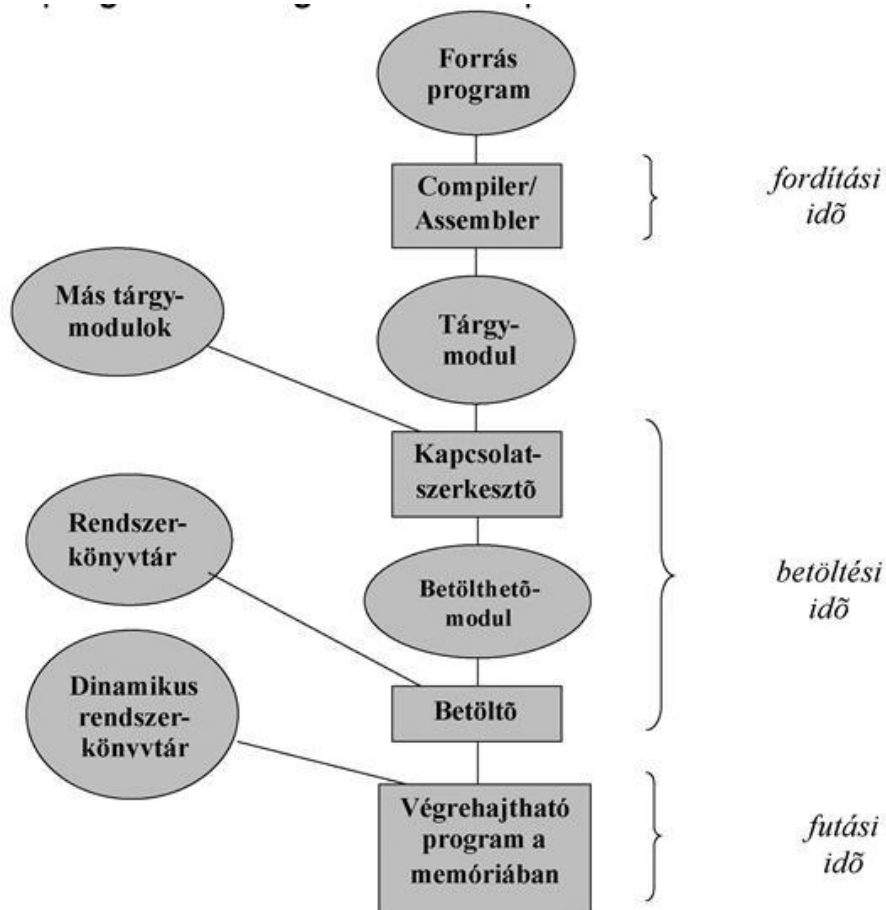 Forrás
program
Compiler/
Assembler
fordítási
idõ
Más tárgy-
modulok
Tárgy-
modul
Kapcsolat-
szerkesztõ
Rendszer-
könyvtár
Betölthetõ-
modul
betöltési
idõ
Dinamikus
rendszer-
könyvtár
Betöltõ
Végrehajtható
program a
memóriában
futási
idõ